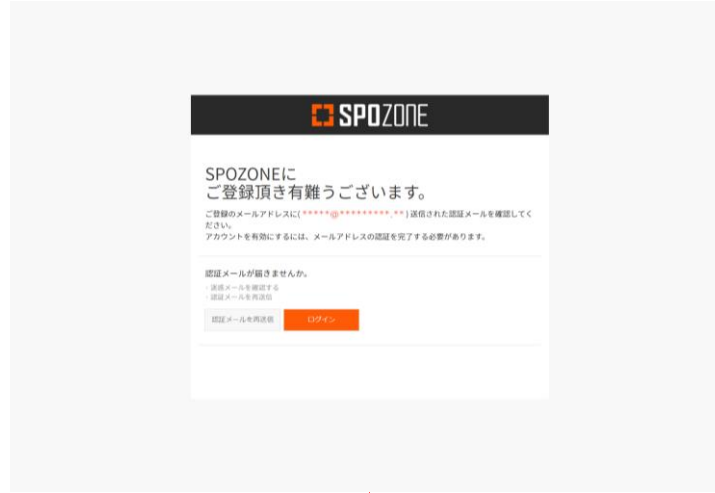 SPOZONE
SPOZONEに
ご登録頂き有難うございます。
ご登録のメールアドレスに(*****@*********.**)送信された認証メールを確認してく
ださい。
アカウントを有効にするには、メールアドレスの認証を完了する必要があります。
認証メールが届きませんか。
· 迷惑メールを確認する
· 認証メールを再送信
認証メールを再送信 ログイン